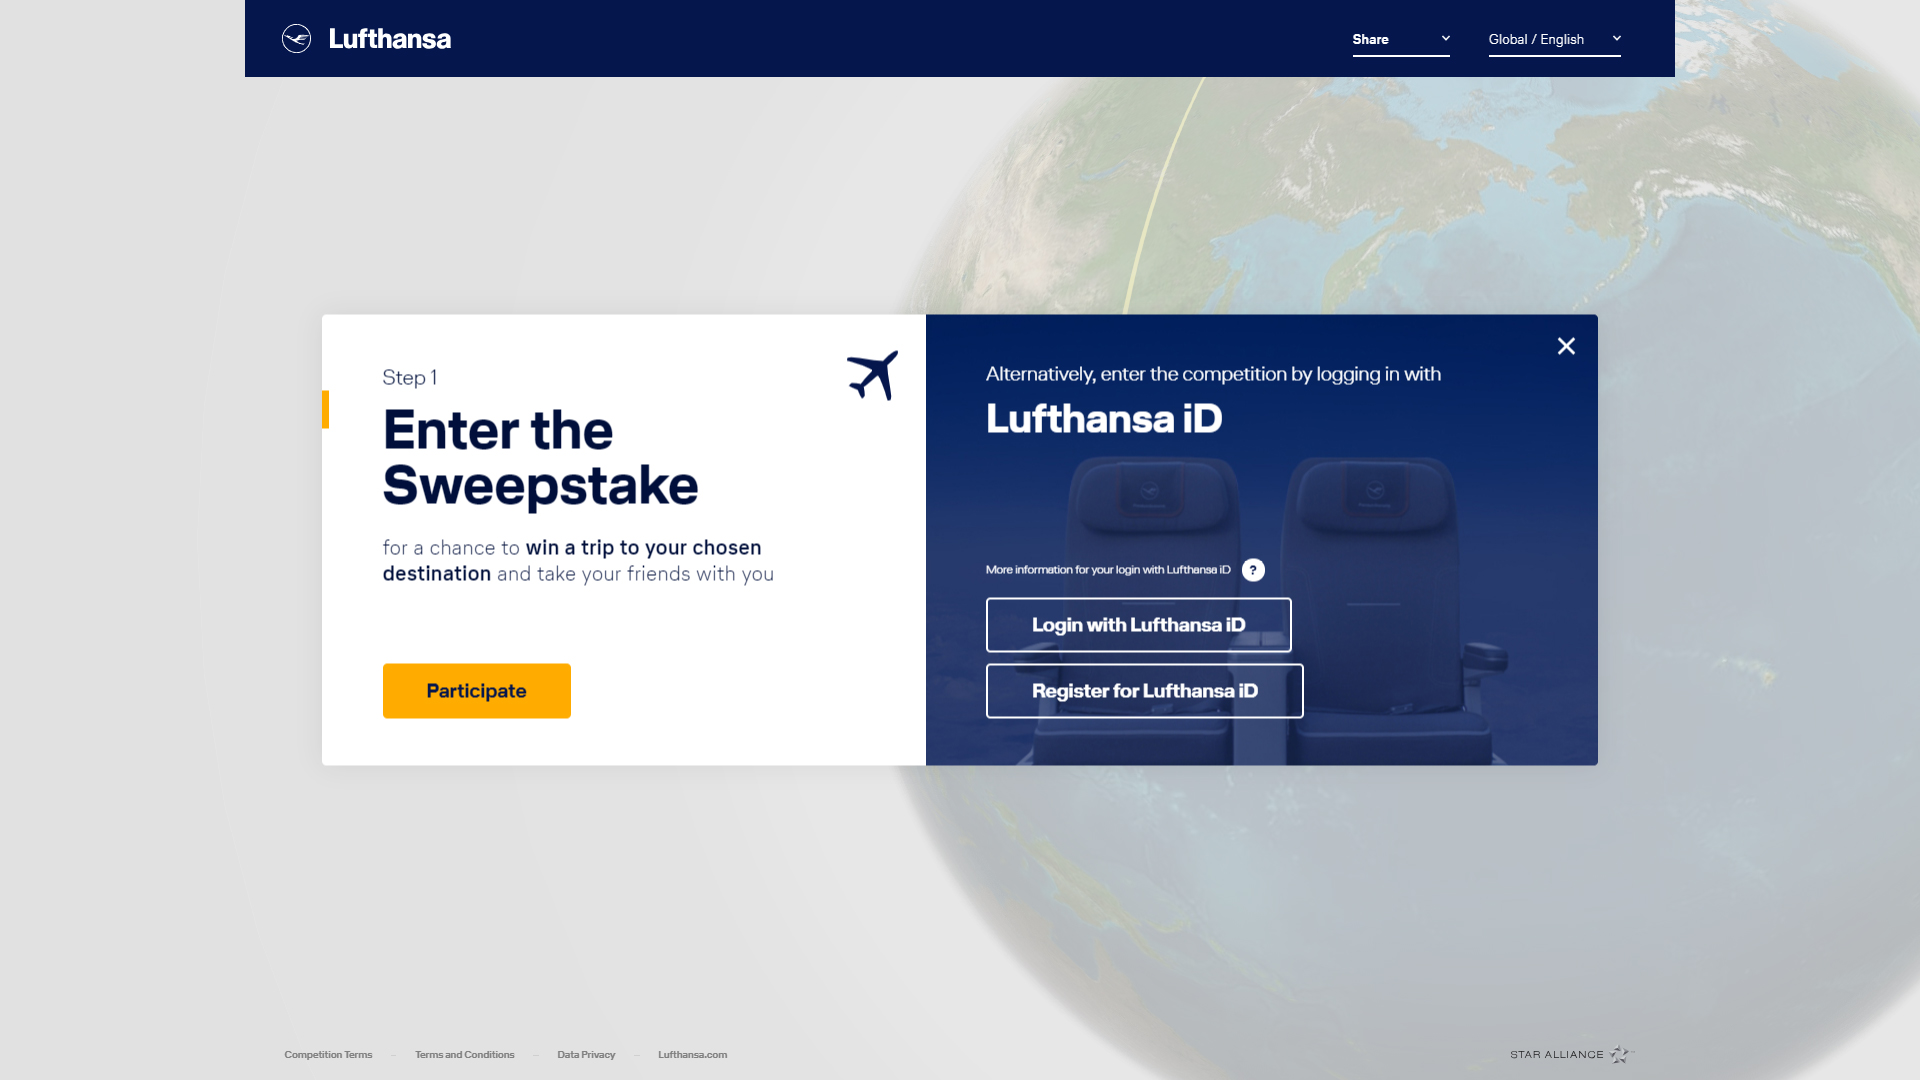 Lufthansa
Share
Global / English
Step 1
Enter the
Sweepstake
for a chance to win a trip to your chosen
destination and take your friends with you
Participate
Alternatively, enter the competition by logging in with
Lufthansa iD
More information for your login with Lufthansa iD ?
Login with Lufthansa iD
Register for Lufthansa iD
Competition Terms – Terms and Conditions – Data Privacy – Lufthansa.com
STAR ALLIANCE